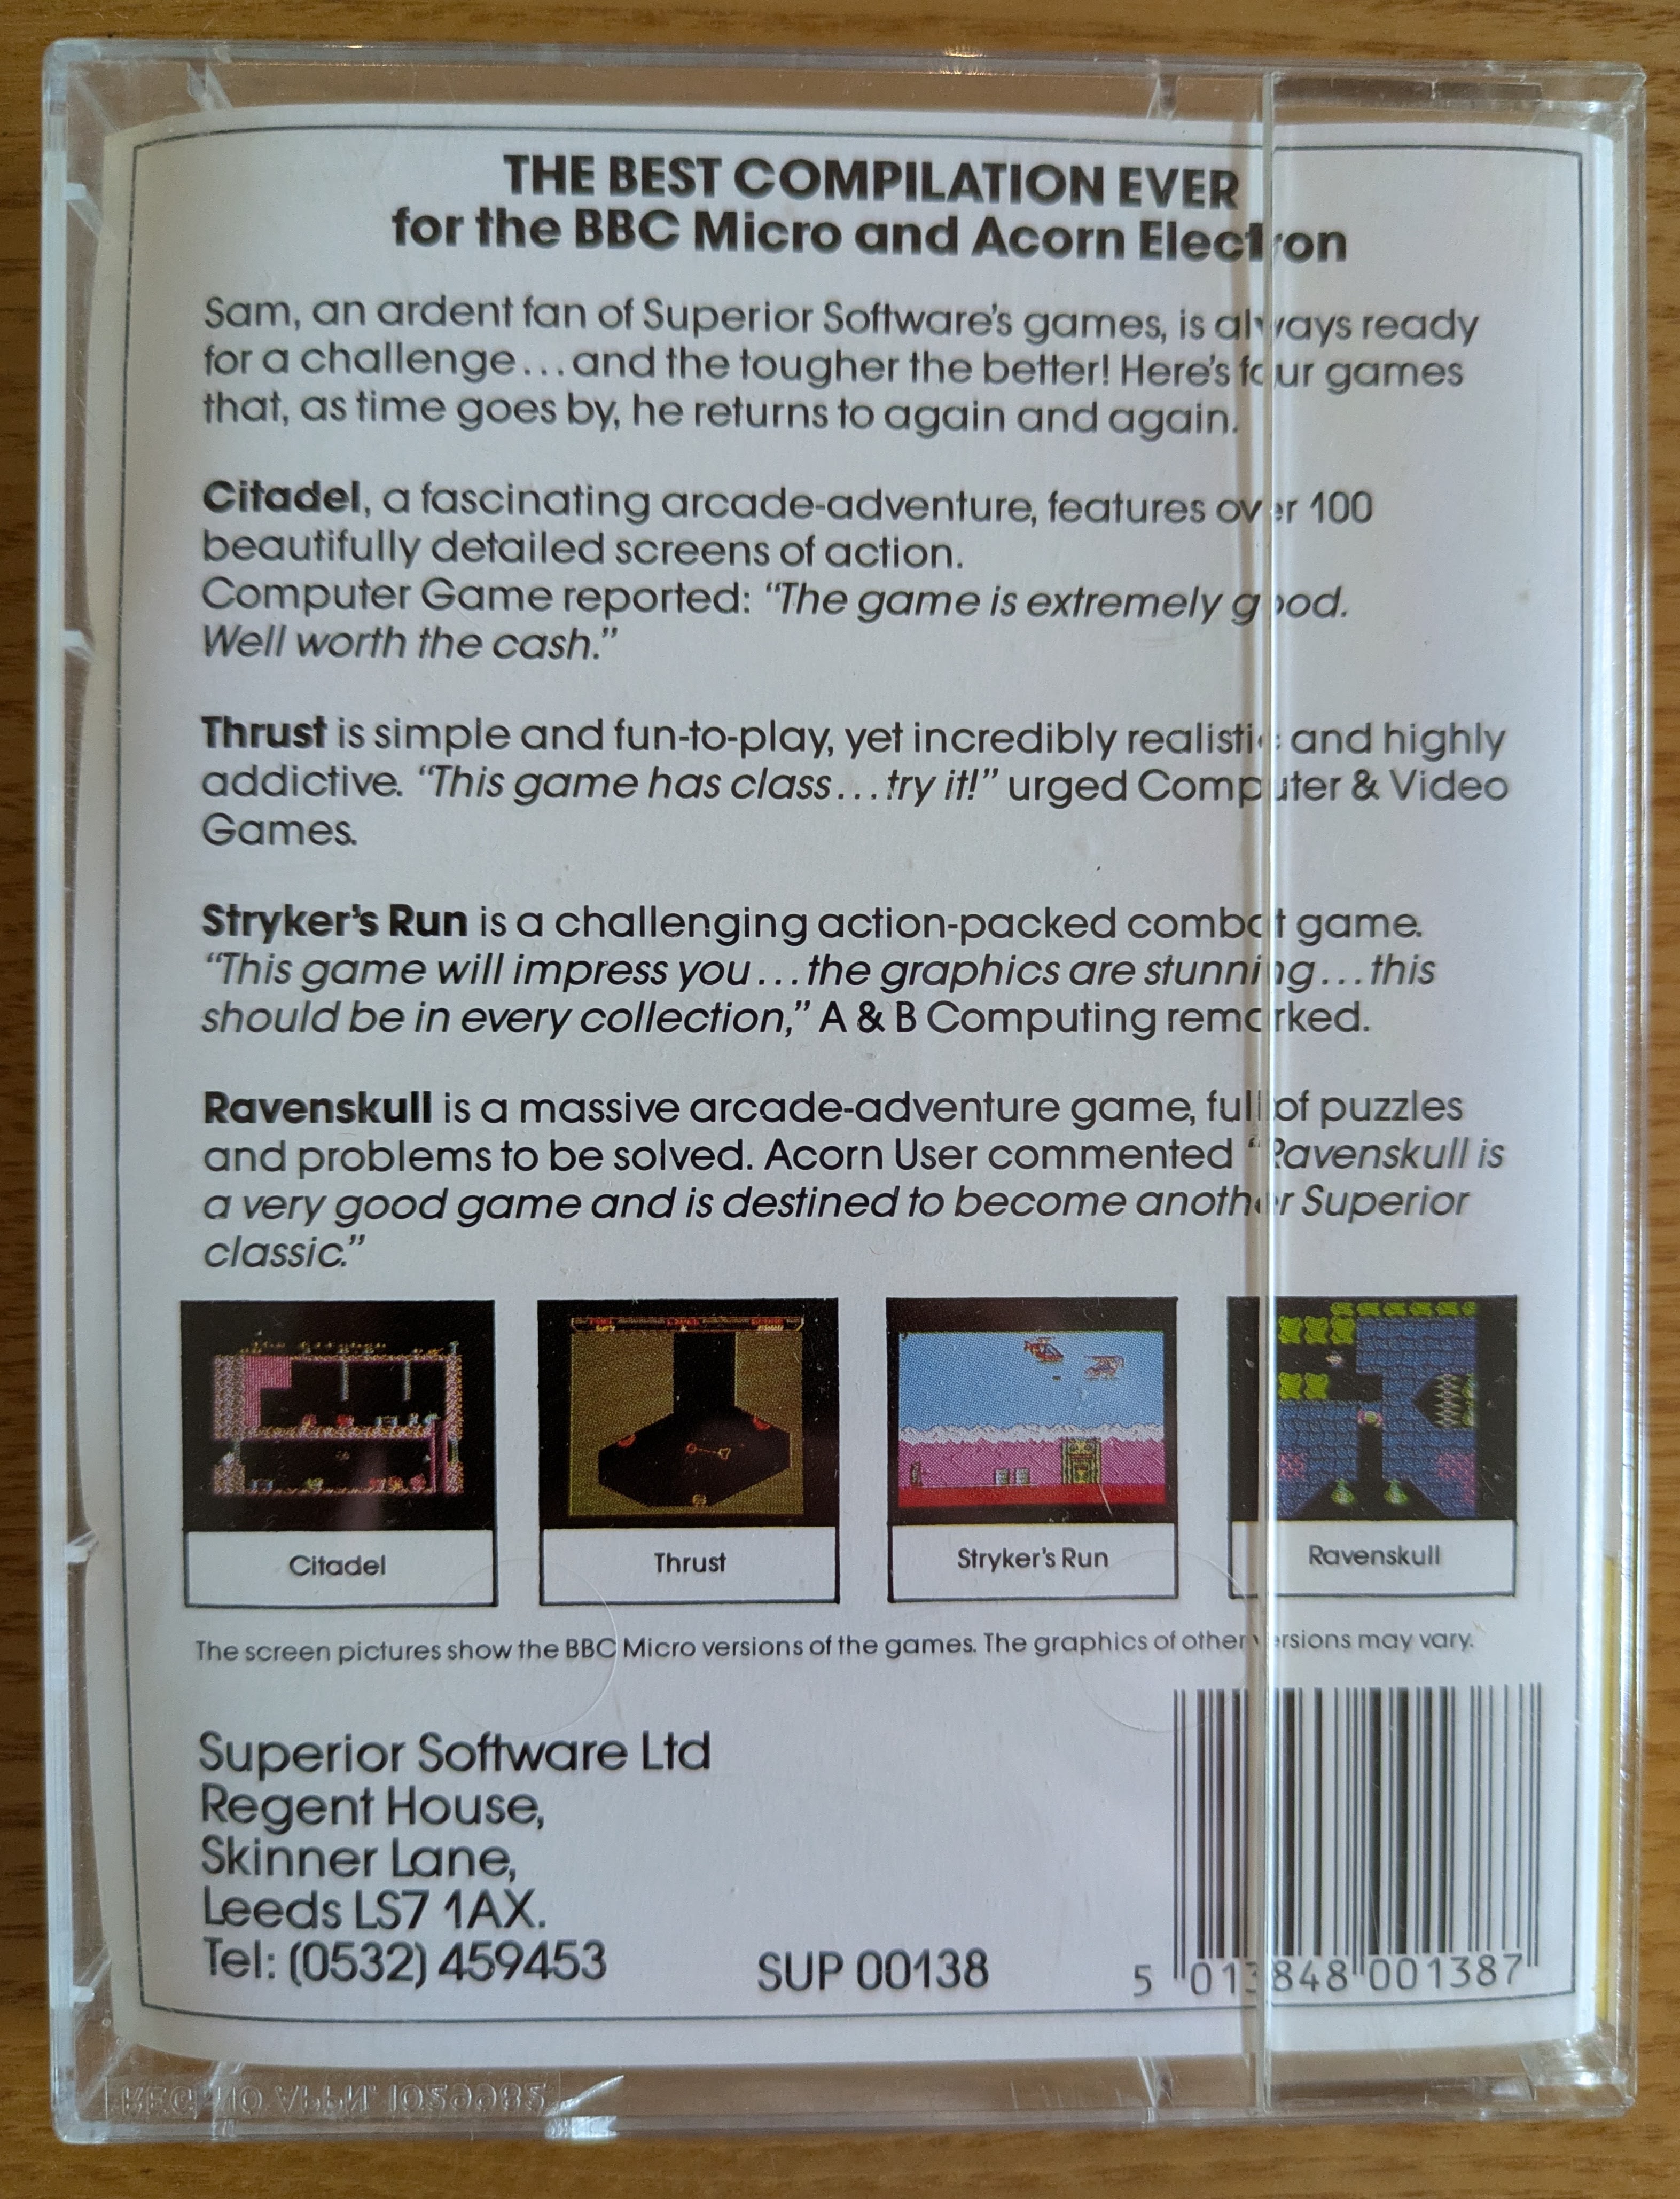 THE BEST COMPILATION EVER
for the BBC Micro and Acorn Electron
Sam, an ardent fan of Superior Software's games, is always ready
for a challenge...and the tougher the better! Here's four games
that, as time goes by, he returns to again and again.
Citadel, a fascinating arcade-adventure, features over 100
beautifully detailed screens of action.
Computer Game reported: “The game is extremely good.
Well worth the cash.”
Thrust is simple and fun-to-play, yet incredibly realistic and highly
addictive. “This game has class...try it!” urged Computer & Video
Games.
Stryker's Run is a challenging action-packed combat game.
“This game will impress you...the graphics are stunning...this
should be in every collection,” A & B Computing remarked.
Ravenskull is a massive arcade-adventure game, full of puzzles
and problems to be solved. Acorn User commented “Ravenskull is
a very good game and is destined to become another Superior
classic.”
Citadel
Thrust
Stryker's Run
Ravenskull
The screen pictures show the BBC Micro versions of the games. The graphics of other versions may vary.
Superior Software Ltd
Regent House,
Skinner Lane,
Leeds LS7 1AX.
Tel: (0532) 459453
SUP 00138
5 013848 001387